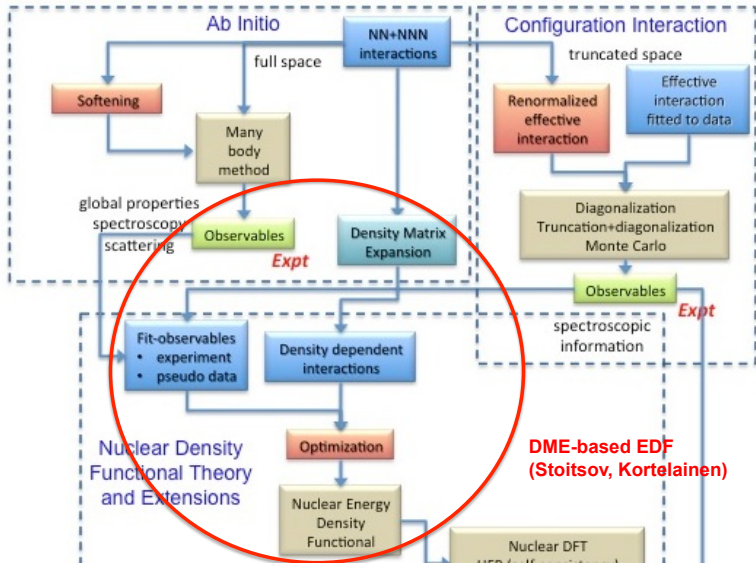 Ab Initio
NN+NNN
interactions
Configuration Interaction
full space
truncated space
Softening
Many
body
method
Renormalized
effective
interaction
Effective
interaction
fitted to data
global properties
spectroscopy
scattering
Observables
Expt
Density Matrix
Expansion
Diagonalization
Truncation+diagonalization
Monte Carlo
Observables
Expt
spectroscopic
information
Fit-observables
• experiment
• pseudo data
Density dependent
interactions
Nuclear Density
Functional Theory
and Extensions
Optimization
DME-based EDF
(Stoitsov, Kortelainen)
Nuclear Energy
Density
Functional
Nuclear DFT